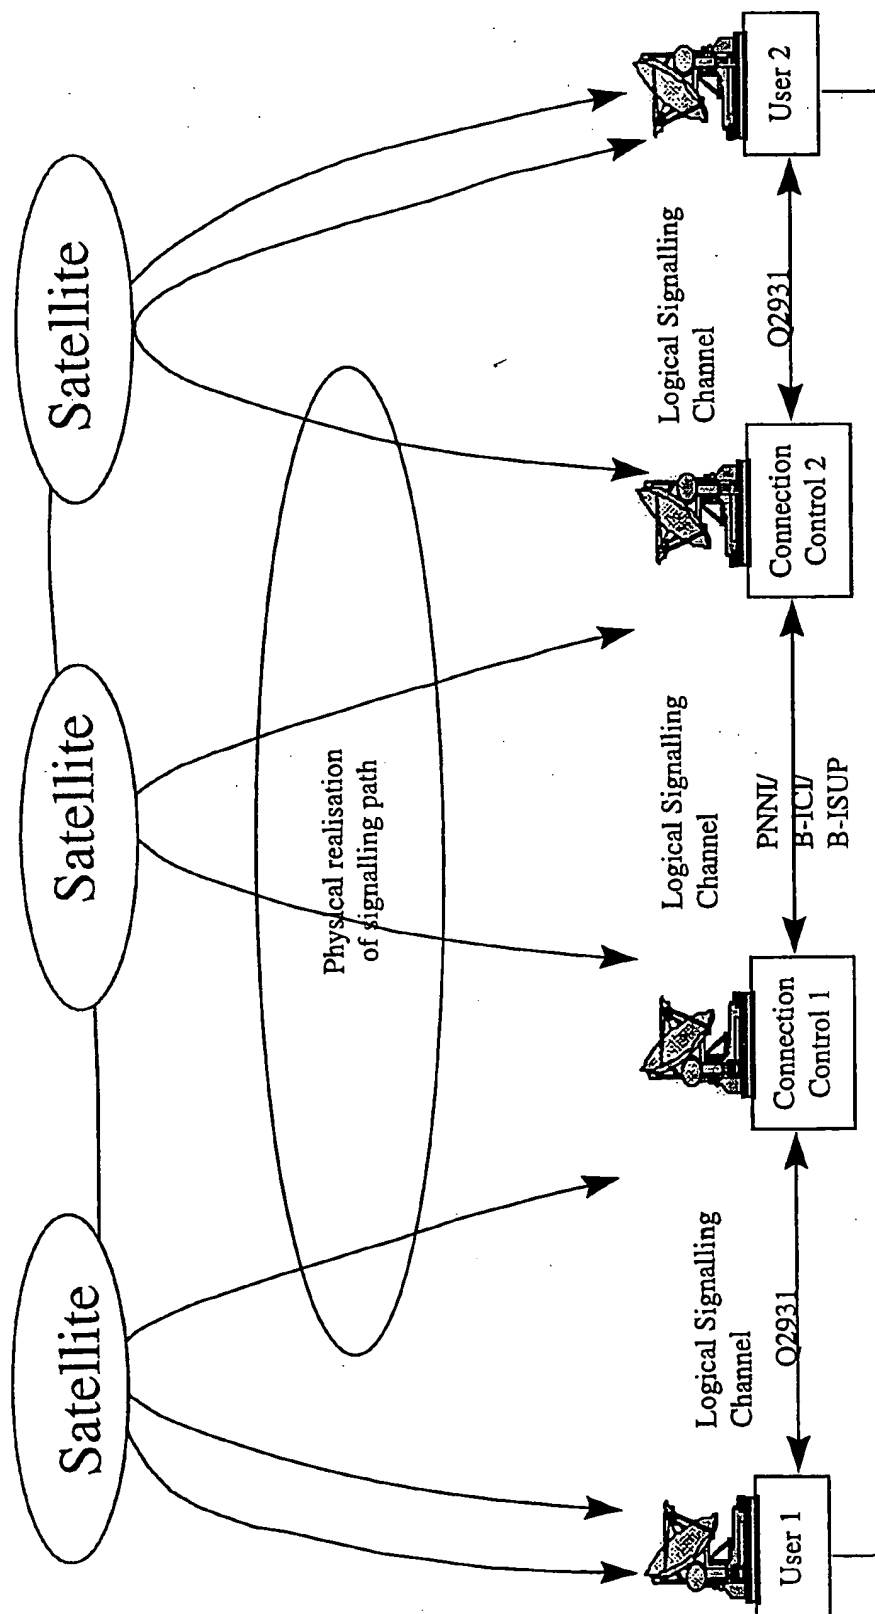 Satellite
Satellite
Satellite
Physical realisation
of signalling path
Logical Signalling
Channel
Logical Signalling
Channel
Logical Signalling
Channel
User 1
Q2931
Connection
Control 1
PNNI/
B-ICI/
B-ISUP
Connection
Control 2
Q2931
User 2